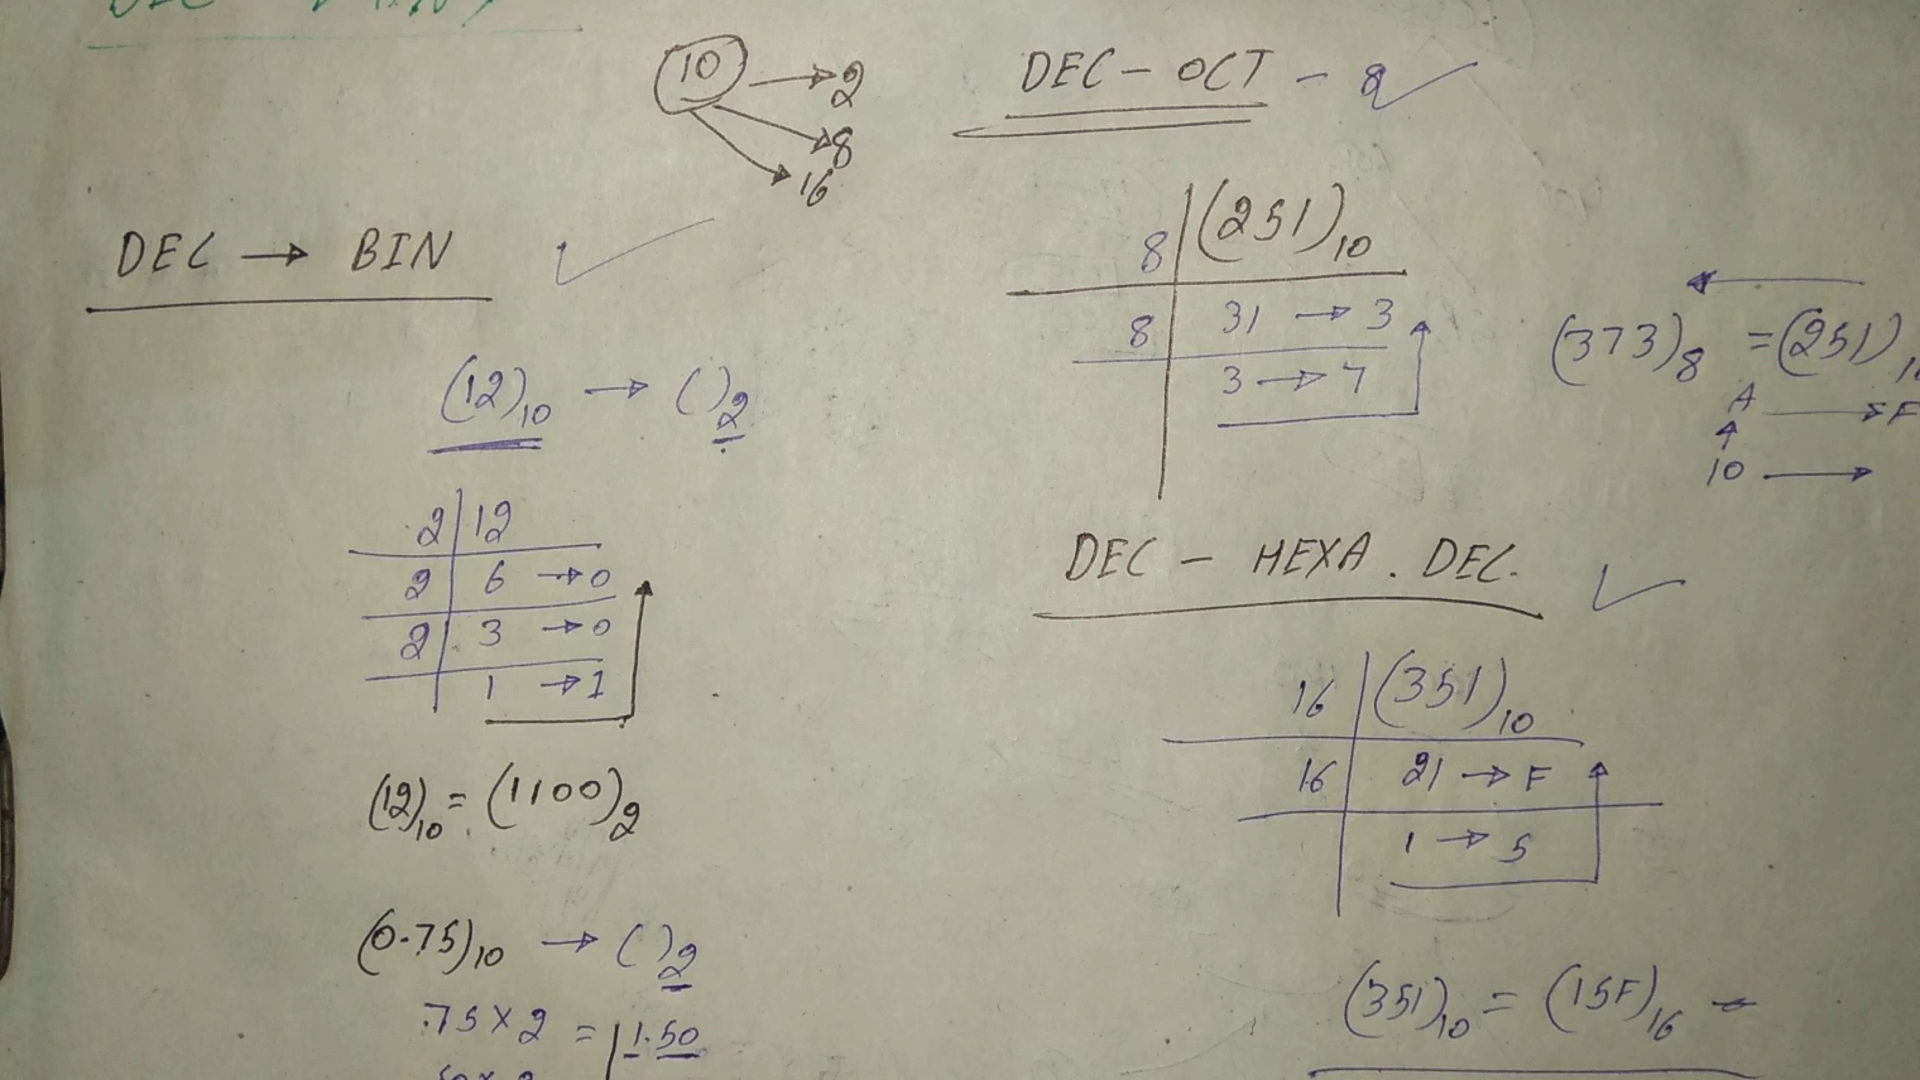 10 → 2
→ 8
→ 16
DEC → BIN ✓
(12)10 → ( )2
2 | 12
2 | 6 → 0
2 | 3 → 0
1 → 1
(12)10 = (1100)2
(0.75)10 → ( )2
.75 × 2 = 1.50
DEC - OCT - 8 ✓
8 | (251)10
8 | 31 → 3
3 → 7
(373)8 = (251)
A → F
10 →
DEC - HEXA. DEC. ✓
16 | (351)10
16 | 21 → F
1 → 5
(351)10 = (15F)16